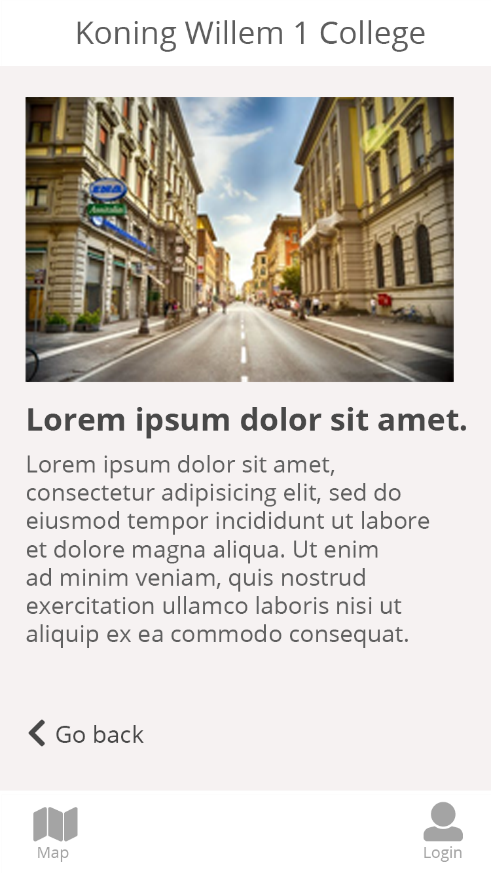 Koning Willem 1 College
Lorem ipsum dolor sit amet.
Lorem ipsum dolor sit amet,
consectetur adipisicing elit, sed do
eiusmod tempor incididunt ut labore
et dolore magna aliqua. Ut enim
ad minim veniam, quis nostrud
exercitation ullamco laboris nisi ut
aliquip ex ea commodo consequat.
Go back
Map
Login